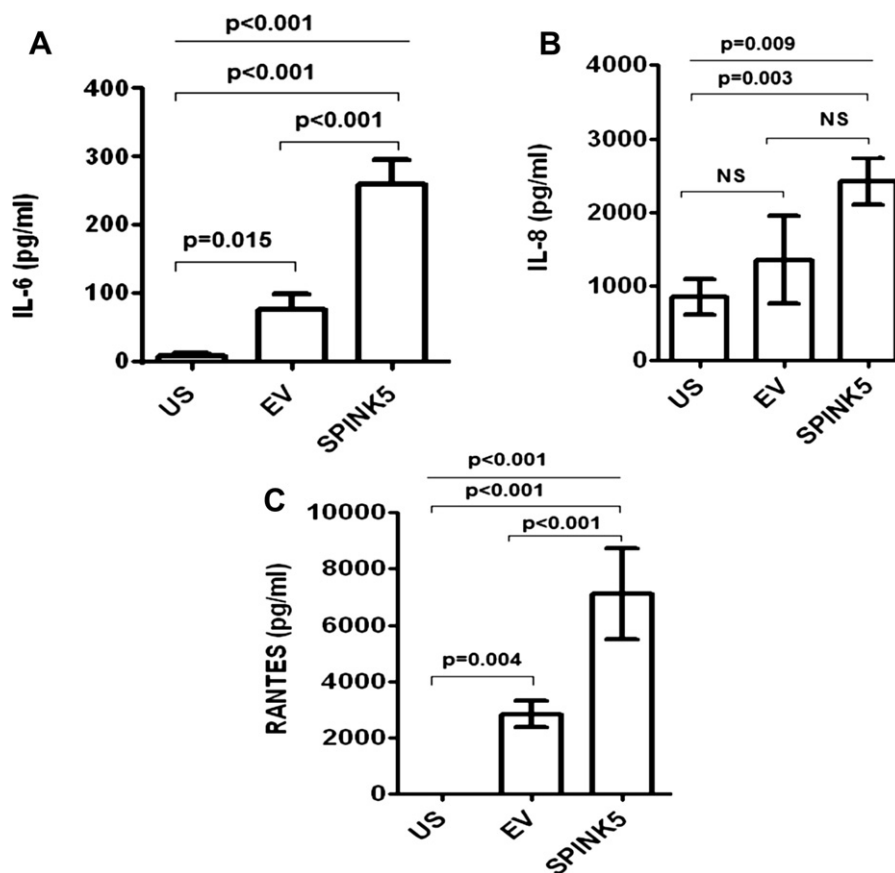 A
p<0.001
p<0.001
p<0.001
p=0.015
IL-6 (pg/ml)
400
300
200
100
0
US
EV
SPINK5
B
p=0.009
p=0.003
NS
NS
IL-8 (pg/ml)
4000
3000
2000
1000
0
US
EV
SPINK5
C
p<0.001
p<0.001
p<0.001
p=0.004
RANTES (pg/ml)
10000
8000
6000
4000
2000
0
US
EV
SPINK5